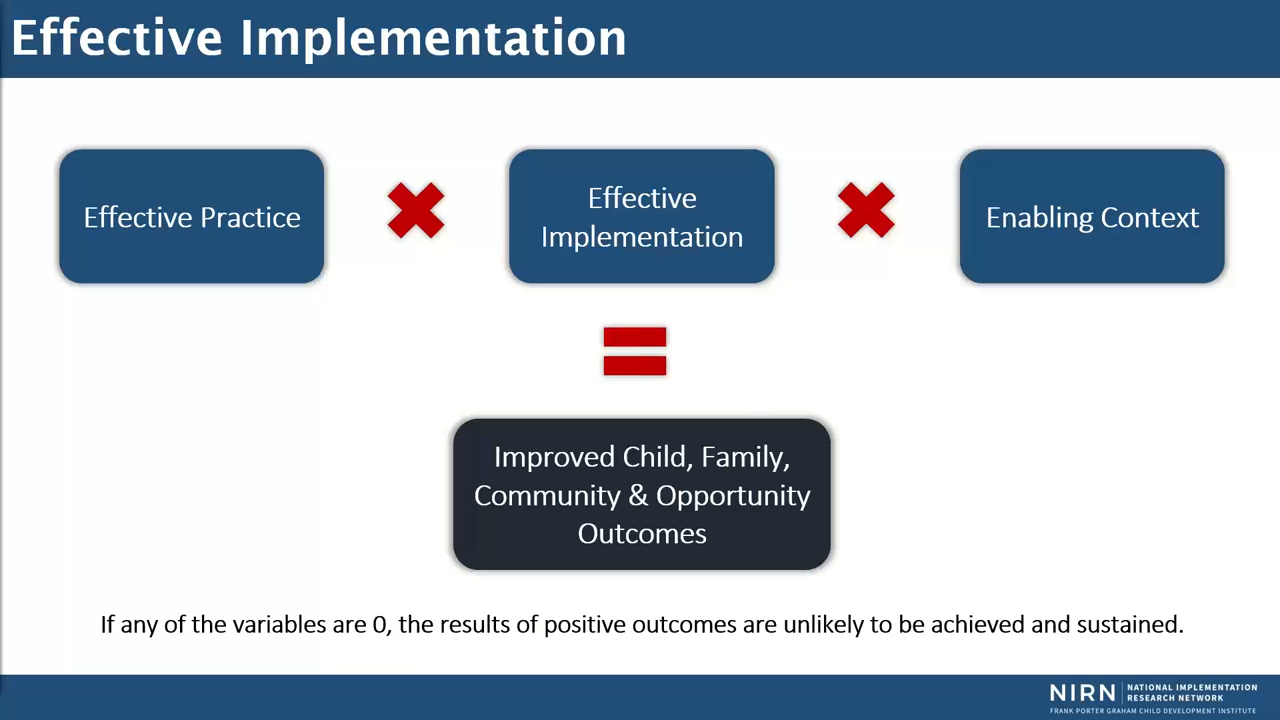 Effective Implementation
Effective Practice
Effective
Implementation
Enabling Context
Improved Child, Family,
Community & Opportunity
Outcomes
If any of the variables are 0, the results of positive outcomes are unlikely to be achieved and sustained.
NIRN
NATIONAL IMPLEMENTATION
RESEARCH NETWORK
FRANK PORTER GRAHAM CHILD DEVELOPMENT INSTITUTE